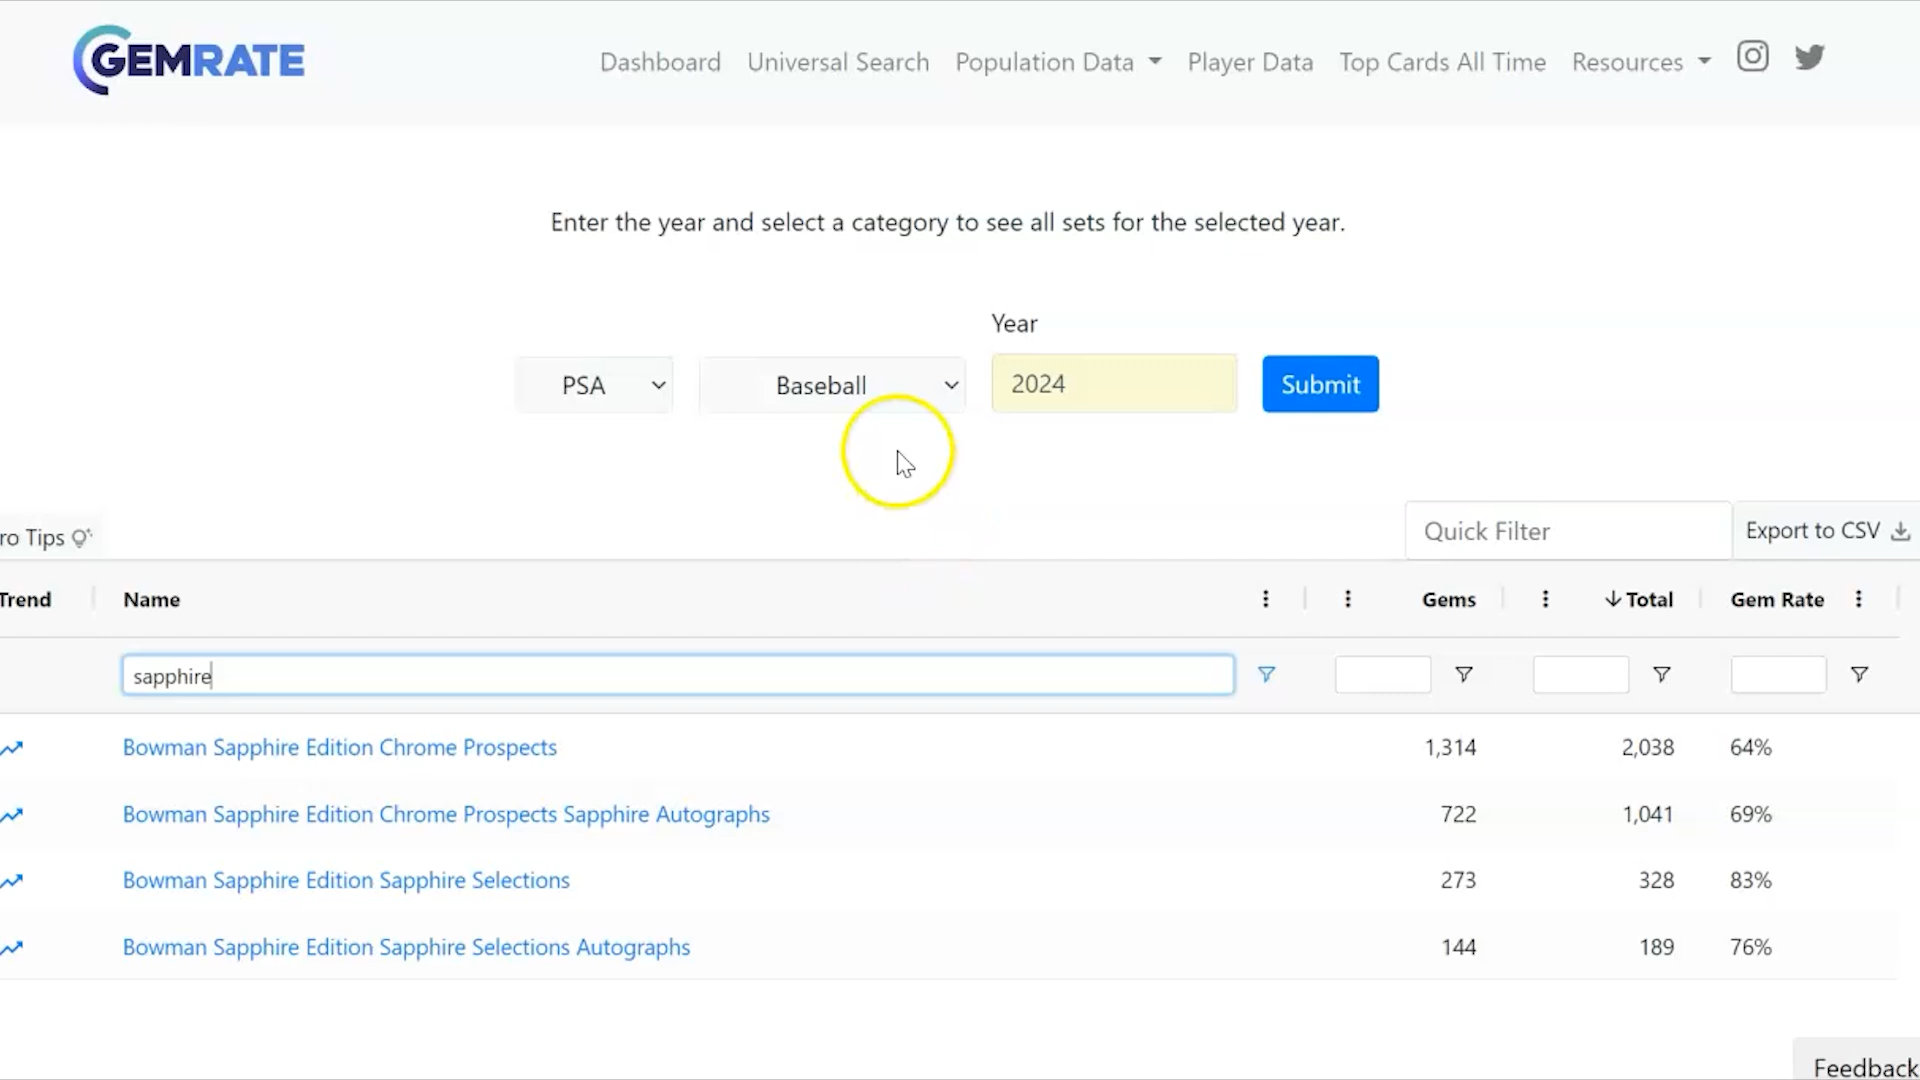 GEMRATE
Dashboard Universal Search Population Data Player Data Top Cards All Time Resources
Enter the year and select a category to see all sets for the selected year.
Year
PSA Baseball 2024 Submit
ro Tips Quick Filter Export to CSV
Trend Name Gems Total Gem Rate
sapphire
Bowman Sapphire Edition Chrome Prospects 1,314 2,038 64%
Bowman Sapphire Edition Chrome Prospects Sapphire Autographs 722 1,041 69%
Bowman Sapphire Edition Sapphire Selections 273 328 83%
Bowman Sapphire Edition Sapphire Selections Autographs 144 189 76%
Feedback